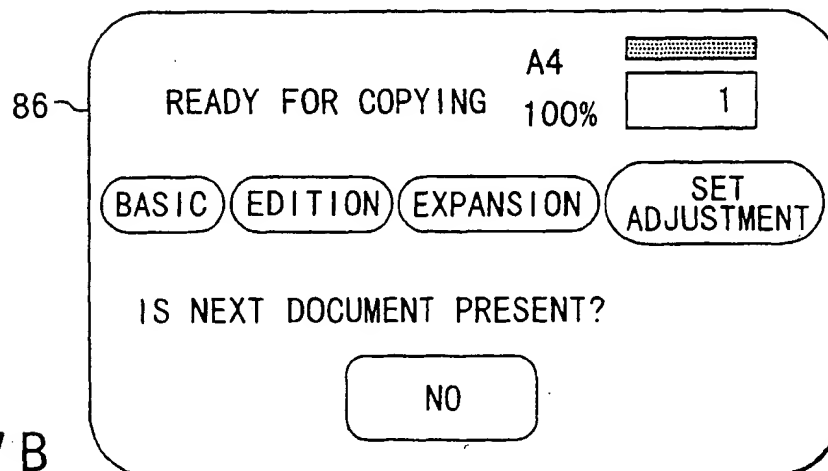 A4
86 READY FOR COPYING 100% 1
BASIC EDITION EXPANSION SET ADJUSTMENT
IS NEXT DOCUMENT PRESENT?
NO
B